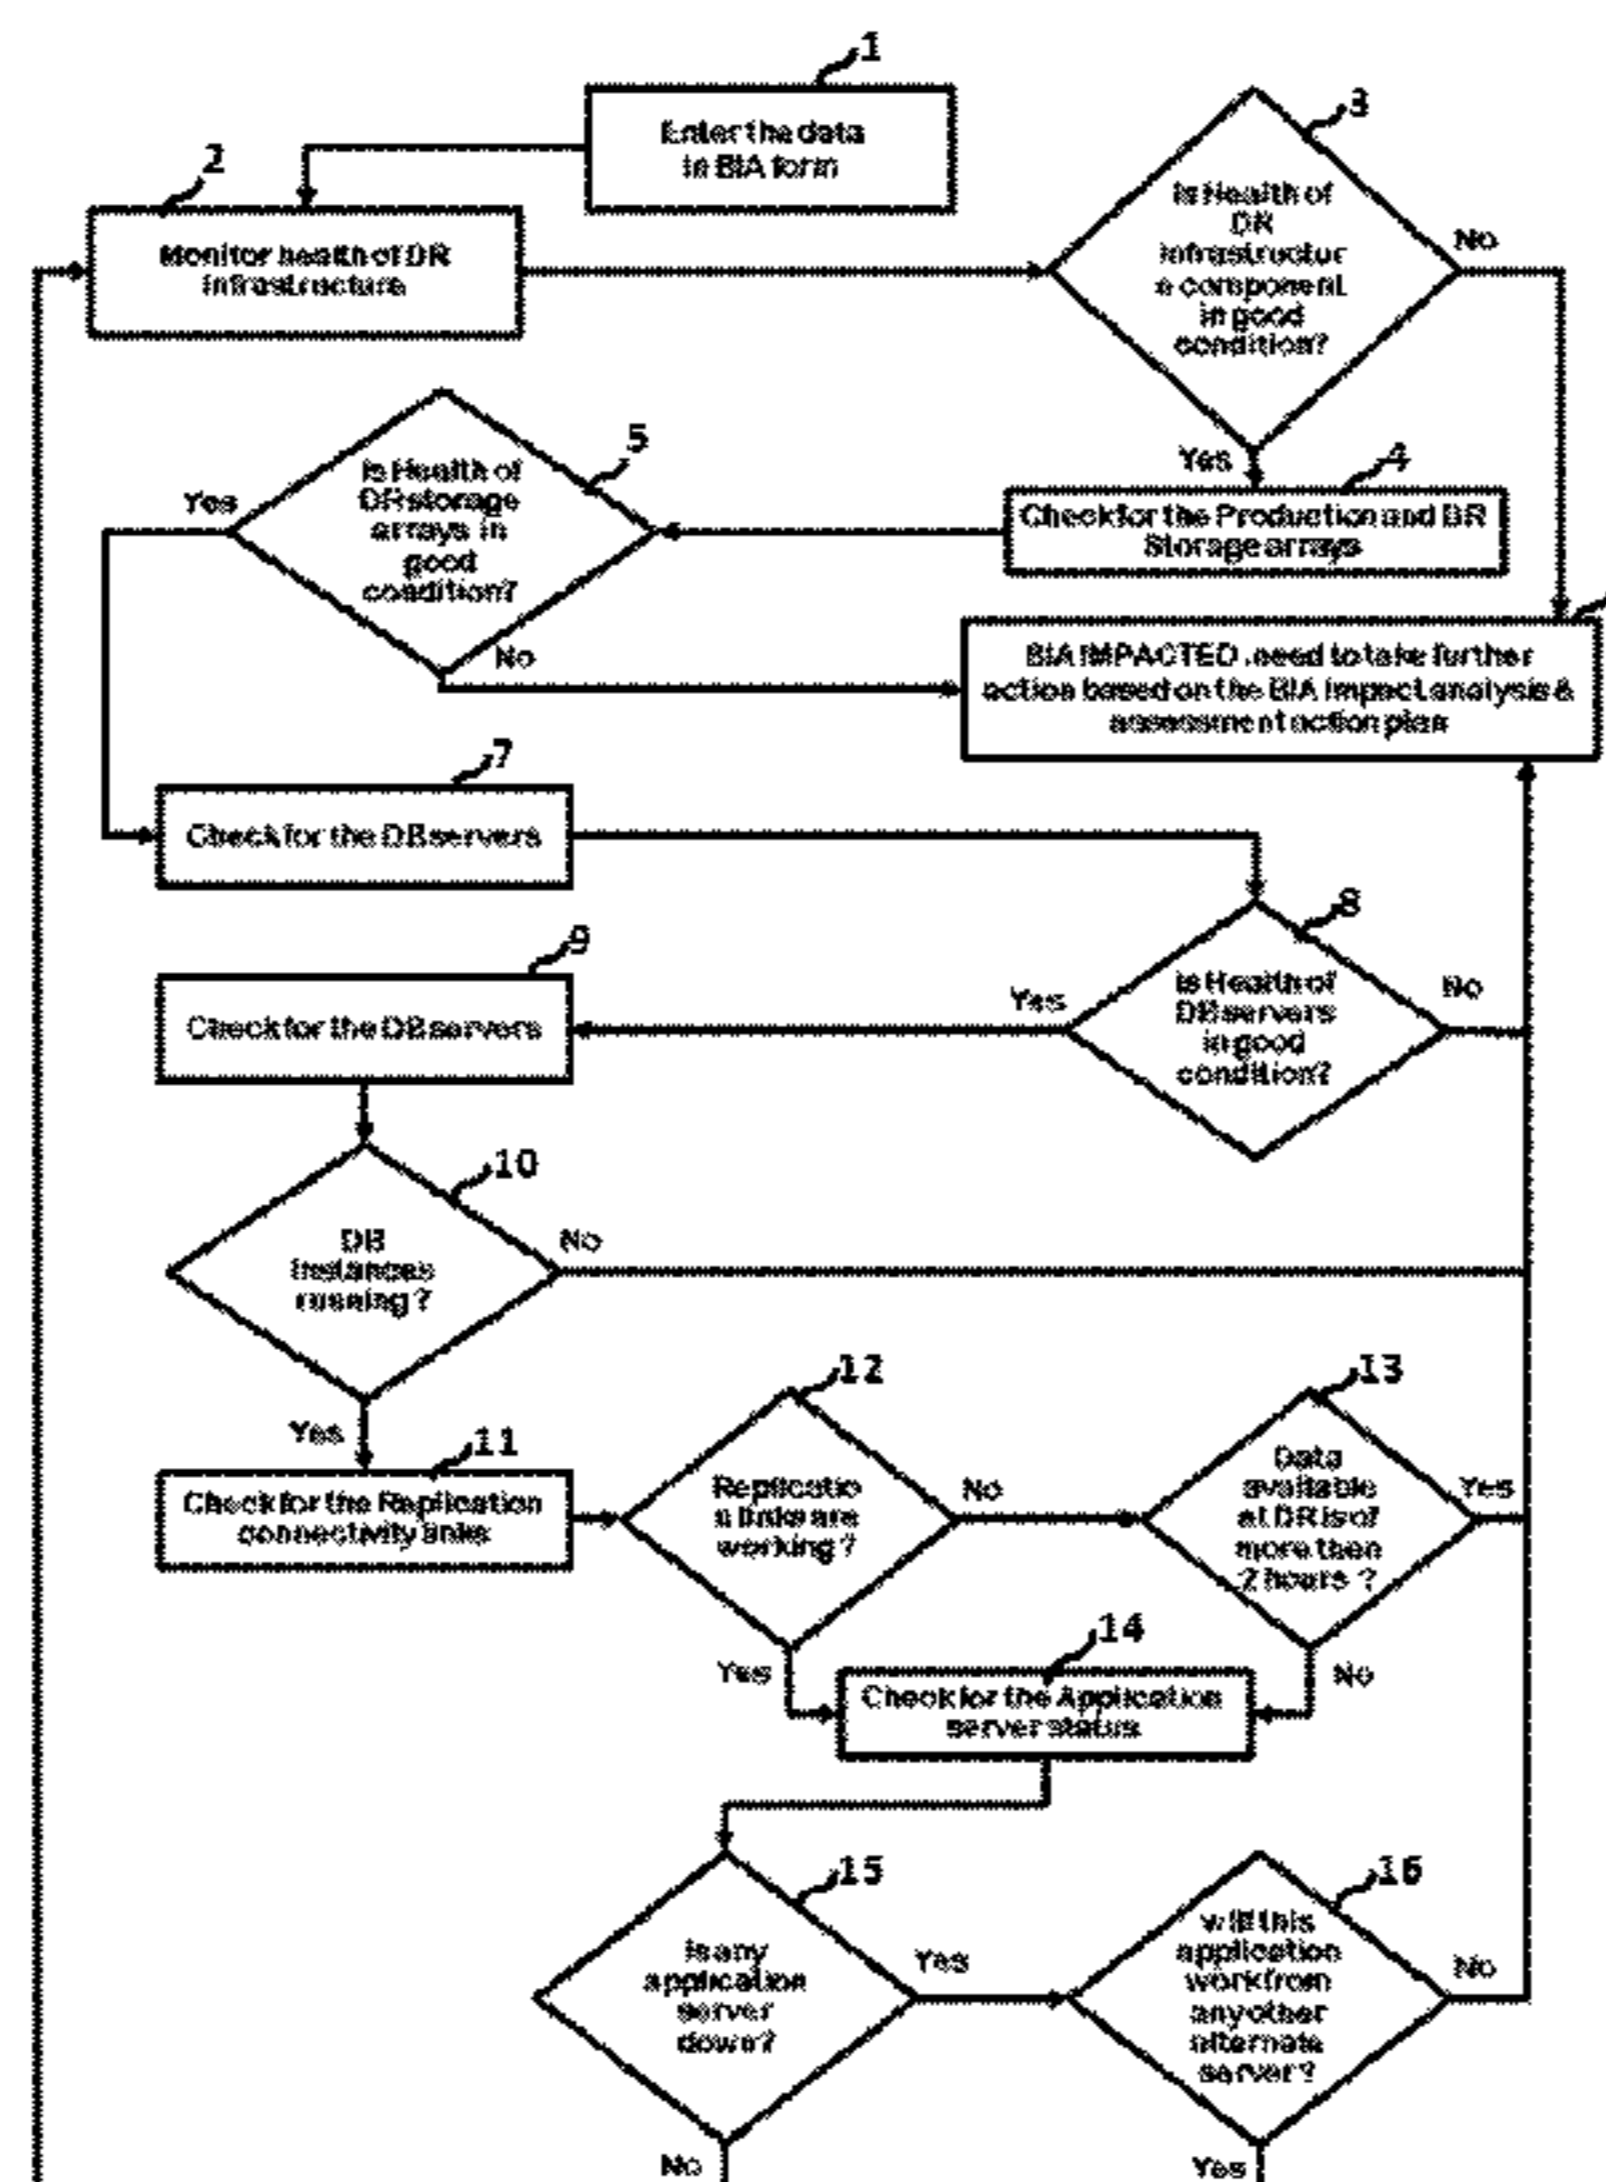 1
Enter the data
in BIA form
2
Monitor health of DR
infrastructure
3
Is Health of
DR
infrastructur
e component
in good
condition?
No
Yes
4
Check for the Production and DR
Storage arrays
5
Is Health of
DR storage
arrays in
good
condition?
Yes
No
BIA IMPACTED ,need to take further
action based on the BIA impact analysis &
assessment action plan
7
Check for the DB servers
8
Is Health of
DB servers
in good
condition?
Yes
No
9
Check for the DB servers
10
DB
instances
running ?
No
Yes
11
Check for the Replication
connectivity links
12
Replicatio
n links are
working ?
No
Yes
13
Data
available
at DR is of
more then
2 hours ?
Yes
No
14
Check for the Application
server status
15
Is any
application
server
down?
Yes
No
16
will this
application
work from
any other
alternate
server?
No
Yes